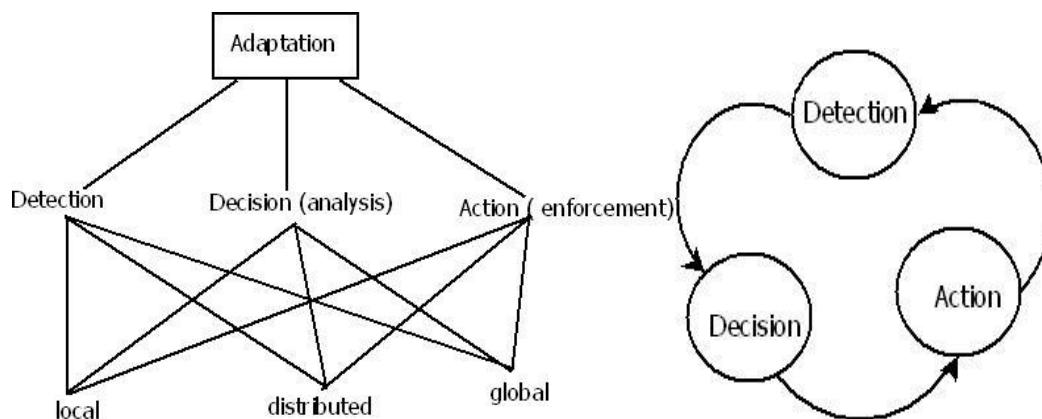 Adaptation
Detection
Decision (analysis)
Action ( enforcement)
local
distributed
global
Detection
Decision
Action